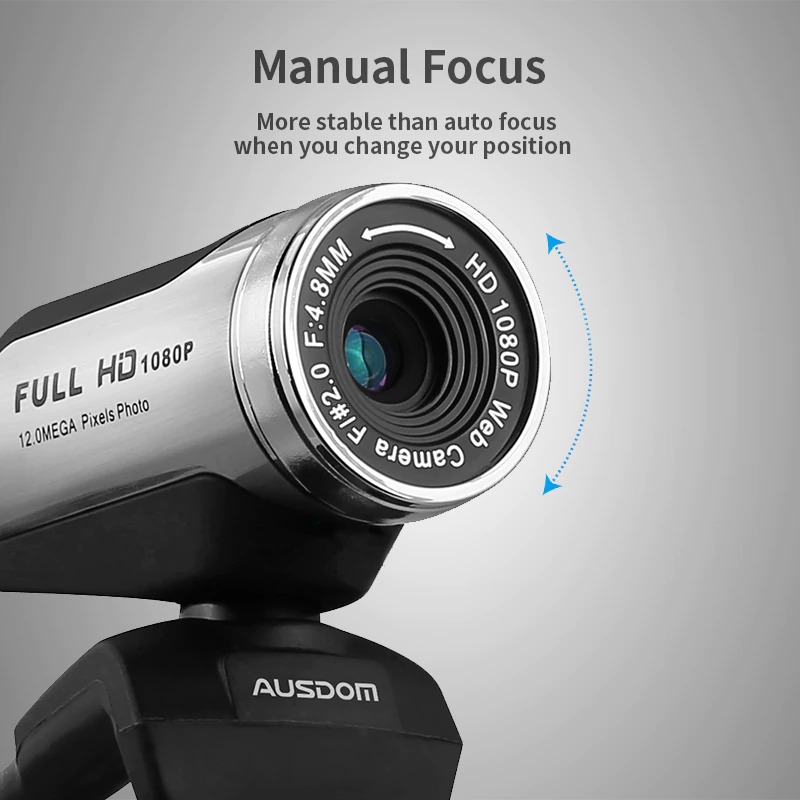 Manual Focus
More stable than auto focus
when you change your position
F/#2.0 F:4.8MM
HD 1080P Web Camera
FULL HD 1080P
12.0MEGA Pixels Photo
AUSDOM